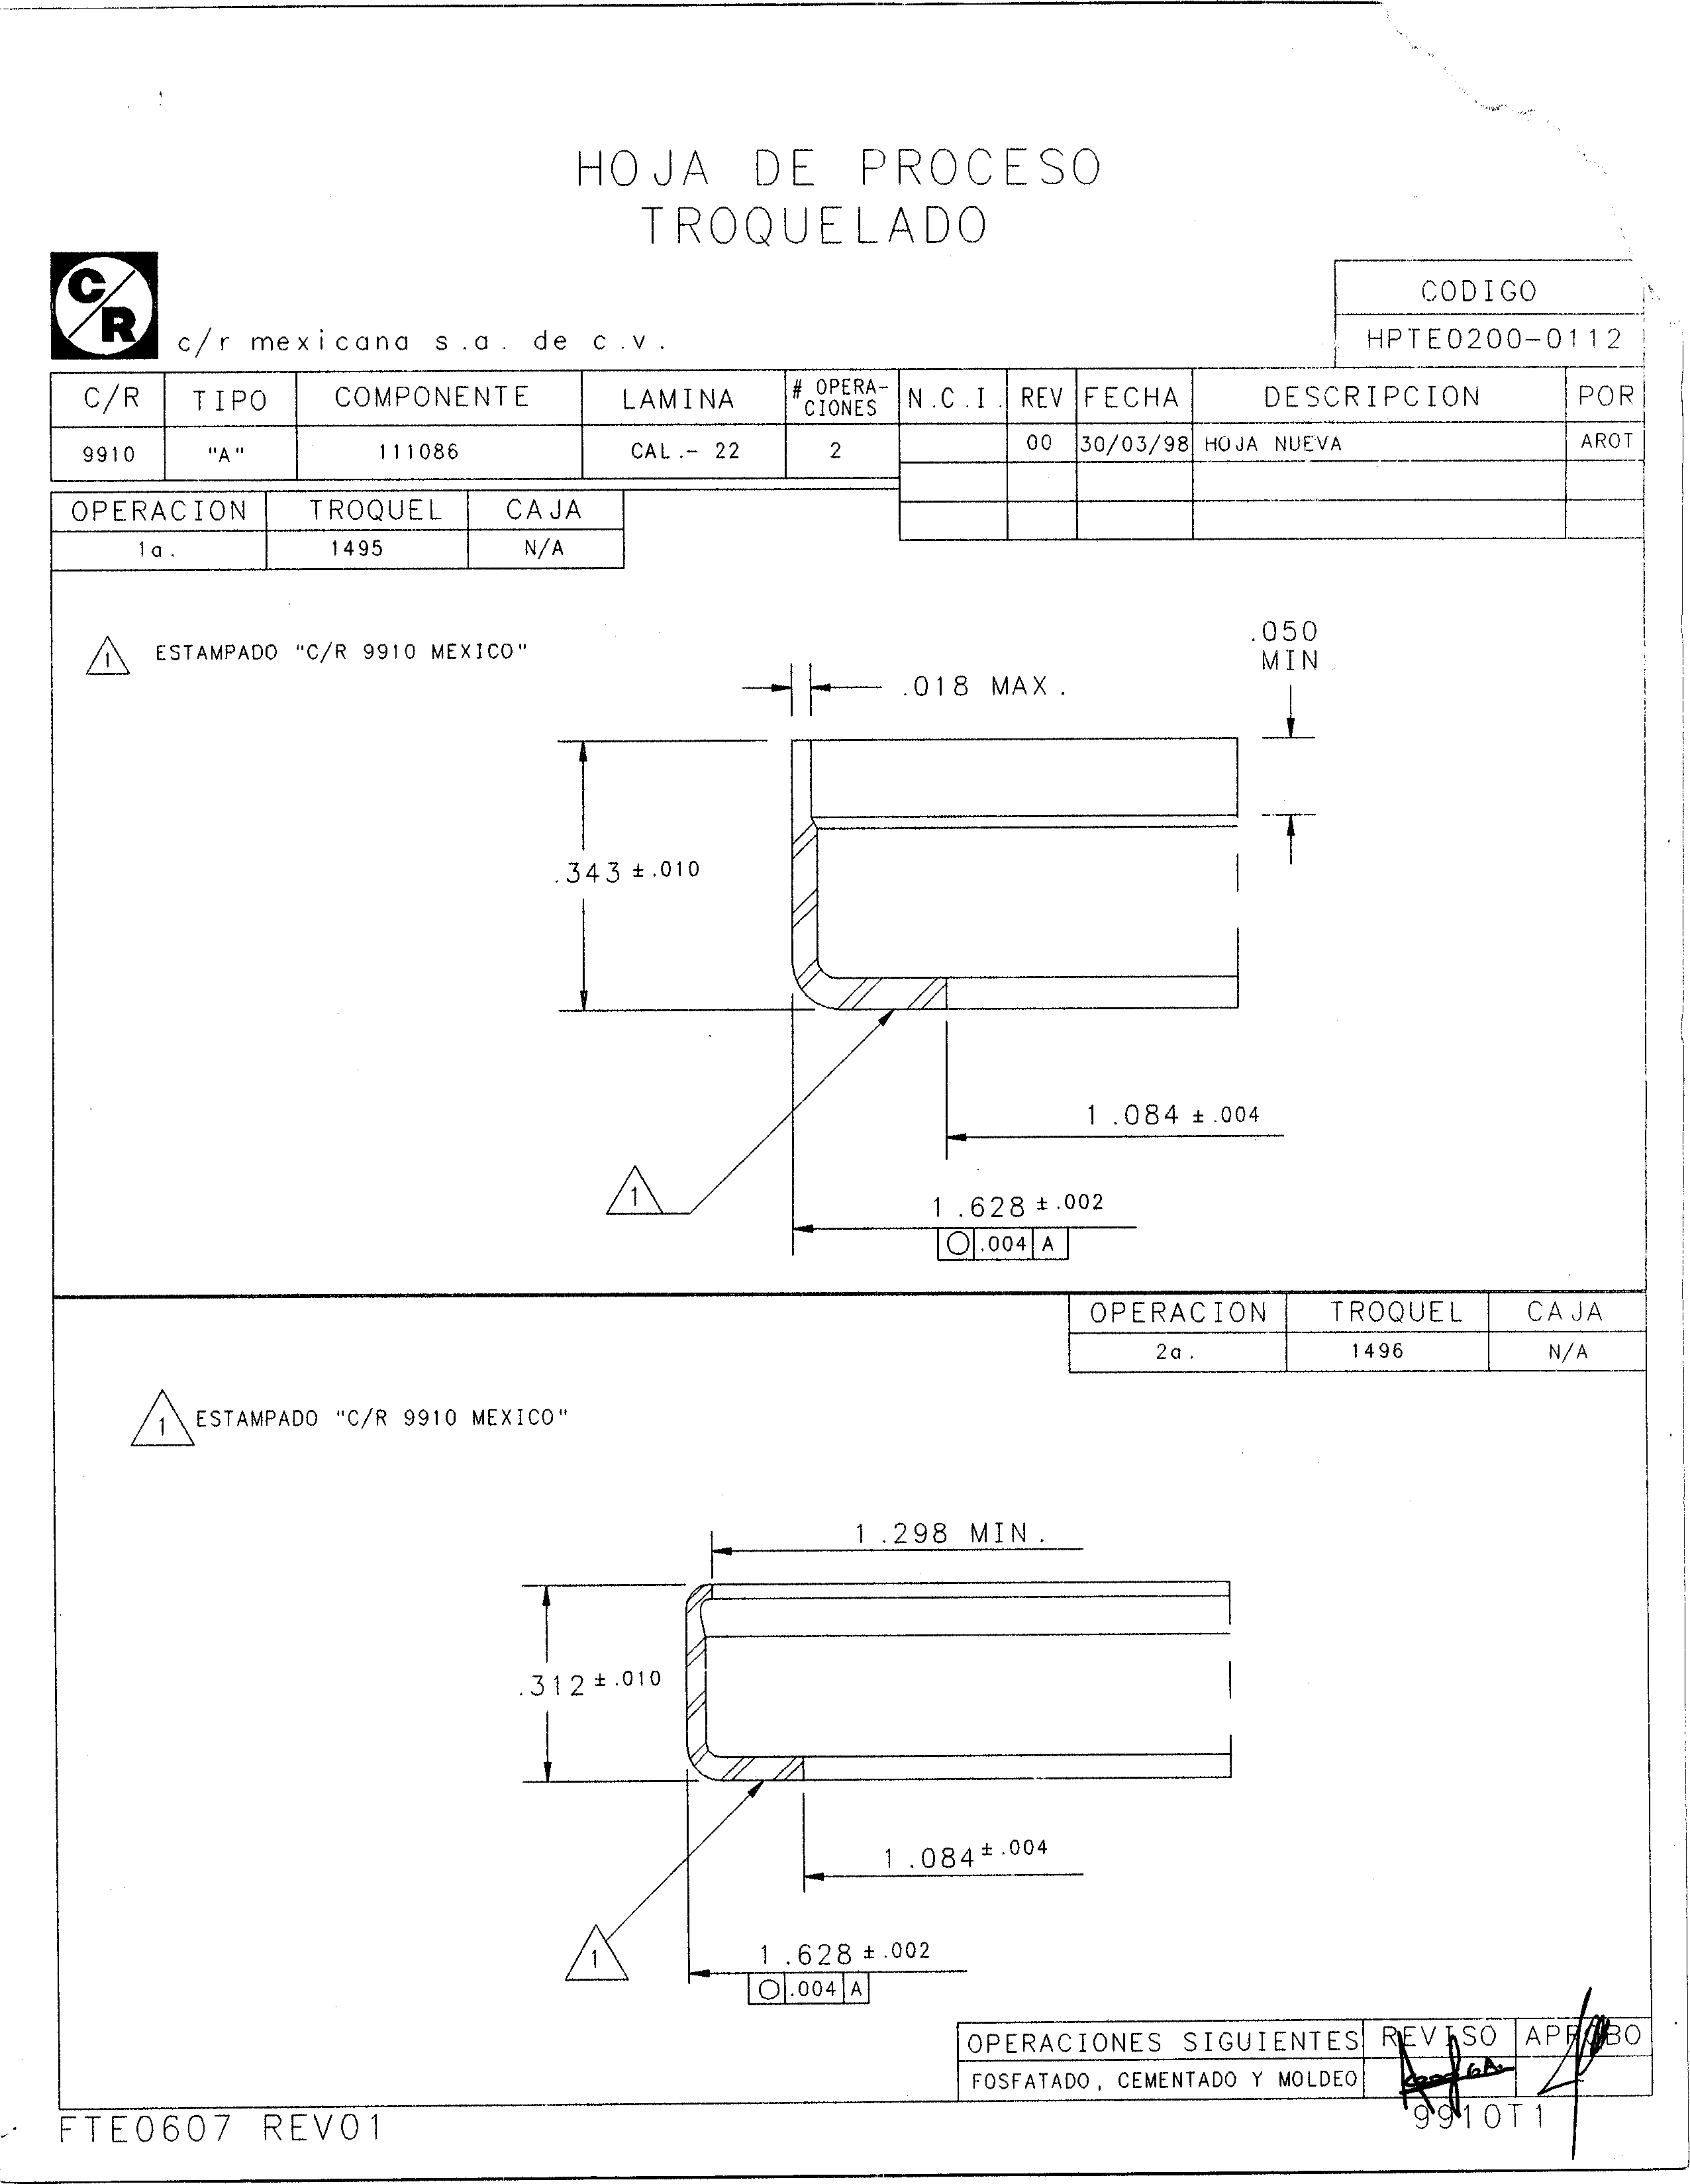 HOJA DE PROCESO
TROQUELADO
C/R
c/r mexicana s.a. de c.v.
CODIGO
HPTE0200-0112
C/R TIPO COMPONENTE LAMINA # OPERA-CIONES N.C.I. REV FECHA DESCRIPCION POR
9910 "A" 111086 CAL.- 22 2 00 30/03/98 HOJA NUEVA AROT
OPERACION TROQUEL CAJA
1a. 1495 N/A
1 ESTAMPADO "C/R 9910 MEXICO"
.050
MIN
.018 MAX.
.343 ±.010
1.084 ±.004
1
1.628 ±.002
○ .004 A
OPERACION TROQUEL CAJA
2a. 1496 N/A
1 ESTAMPADO "C/R 9910 MEXICO"
1.298 MIN.
.312 ±.010
1.084 ±.004
1
1.628 ±.002
○ .004 A
OPERACIONES SIGUIENTES REVISO APROBO
FOSFATADO, CEMENTADO Y MOLDEO
9910T1
FTE0607 REV01